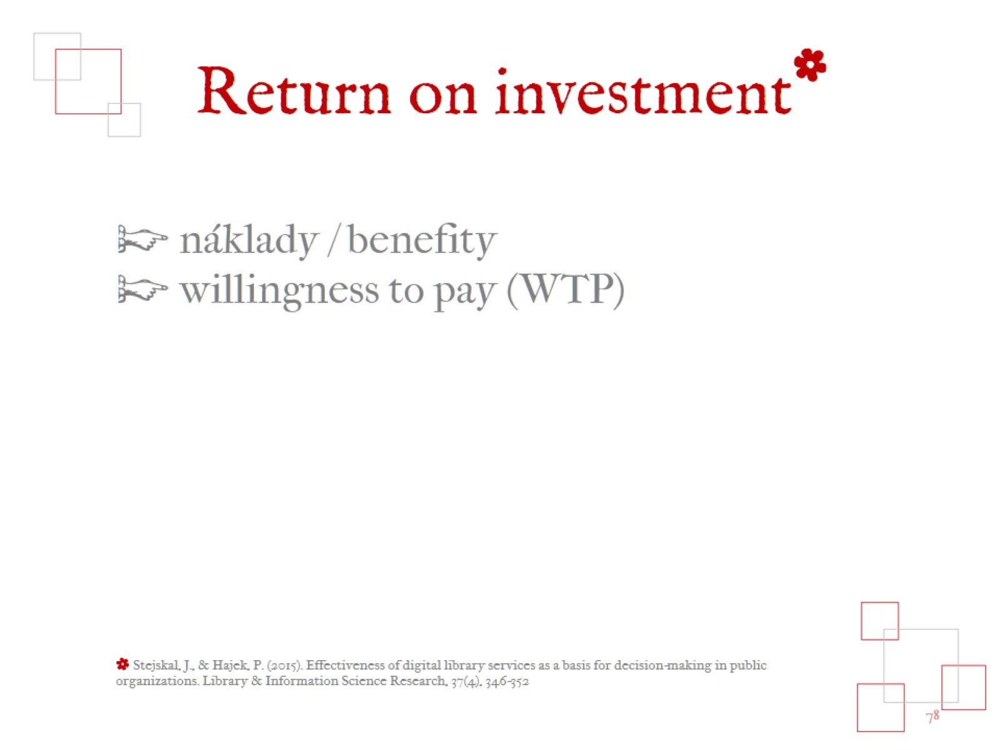 Return on investment*
☞ náklady / benefity
☞ willingness to pay (WTP)
* Stejskal, J., & Hajek, P. (2015). Effectiveness of digital library services as a basis for decision-making in public
organizations. Library & Information Science Research, 37(4), 346-352
78